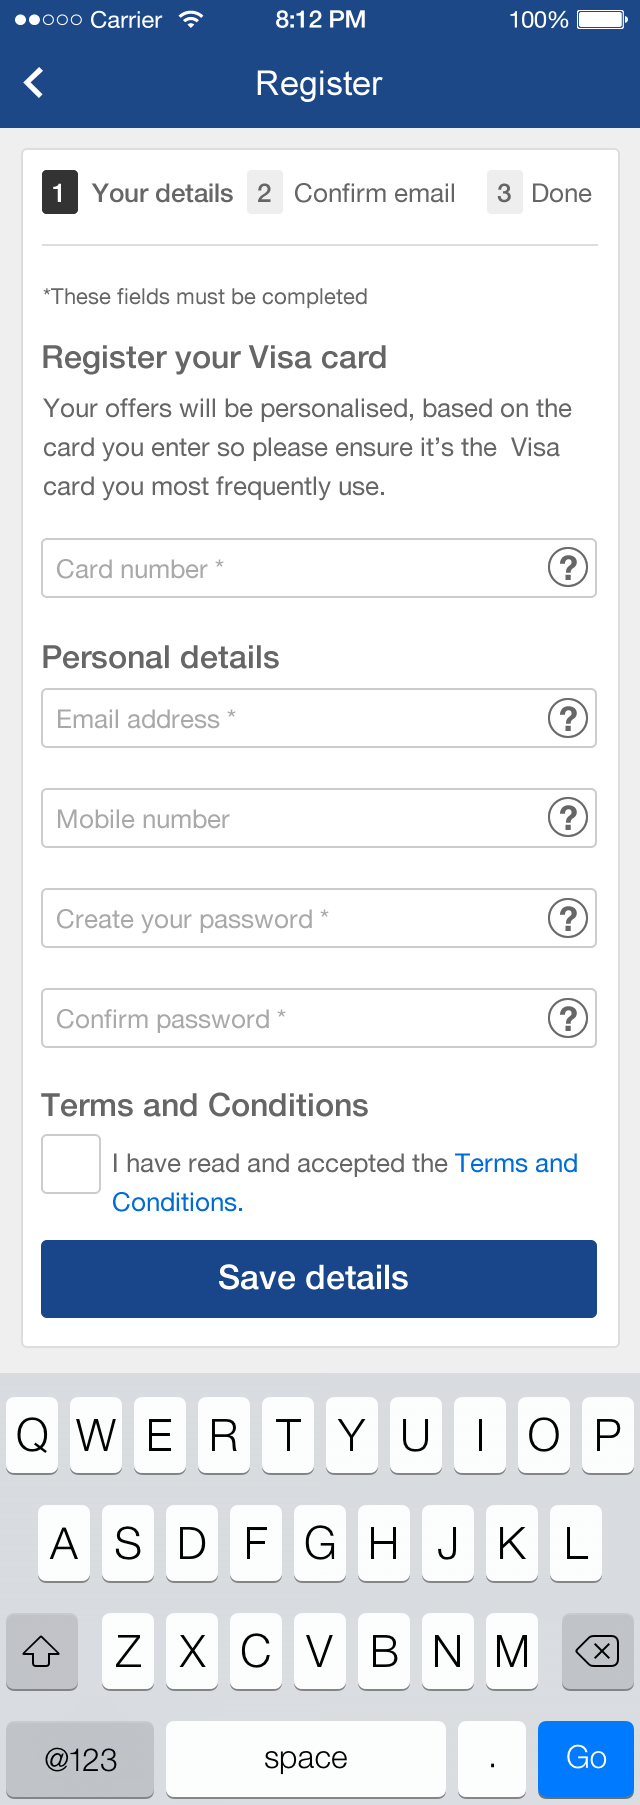 Carrier 8:12 PM 100%
Register
1 Your details 2 Confirm email 3 Done
*These fields must be completed
Register your Visa card
Your offers will be personalised, based on the
card you enter so please ensure it’s the  Visa
card you most frequently use.
Card number * ?
Personal details
Email address * ?
Mobile number ?
Create your password * ?
Confirm password * ?
Terms and Conditions
I have read and accepted the Terms and
Conditions.
Save details
Q W E R T Y U I O P
A S D F G H J K L
Z X C V B N M
@123 space . Go